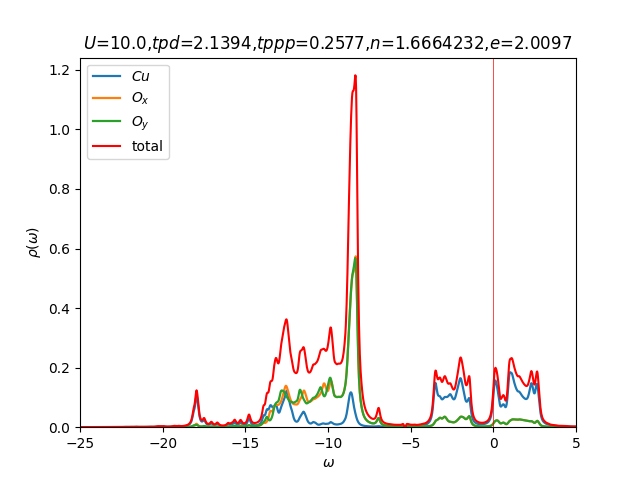 U=10.0,tpd=2.1394,tppp=0.2577,n=1.6664232,e=2.0097
1.2
1.0
0.8
0.6
0.4
0.2
0.0
ρ(ω)
Cu
Oₓ
O_y
total
−25 −20 −15 −10 −5 0 5
ω